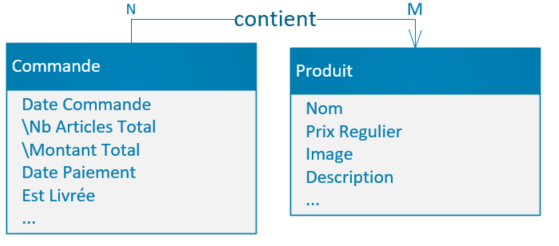 N
contient
M
Commande
Date Commande
\Nb Articles Total
\Montant Total
Date Paiement
Est Livrée
...
Produit
Nom
Prix Regulier
Image
Description
...